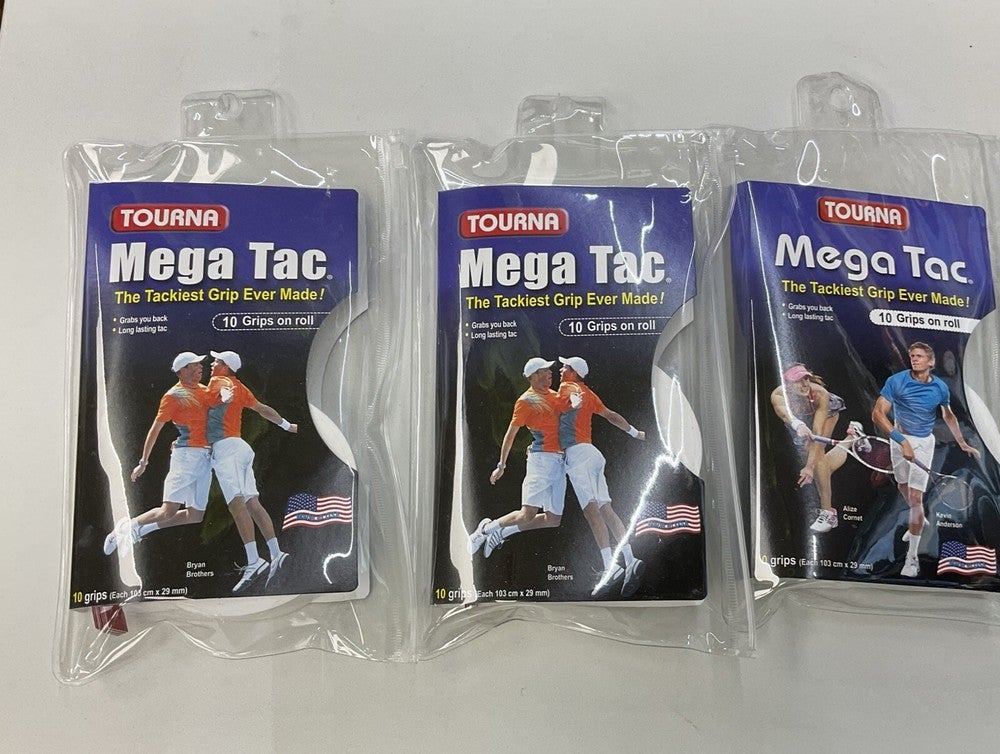 TOURNA
Mega Tac®
The Tackiest Grip Ever Made!
• Grabs you back
• Long lasting tac
10 Grips on roll
Bryan
Brothers
10 grips (Each 103 cm x 29 mm)
TOURNA
Mega Tac®
The Tackiest Grip Ever Made!
• Grabs you back
• Long lasting tac
10 Grips on roll
Bryan
Brothers
10 grips (Each 103 cm x 29 mm)
TOURNA
Mega Tac®
The Tackiest Grip Ever Made!
• Grabs you back
• Long lasting tac
10 Grips on roll
Alize
Cornet
Kevin
Anderson
0 grips (Each 103 cm x 29 mm)